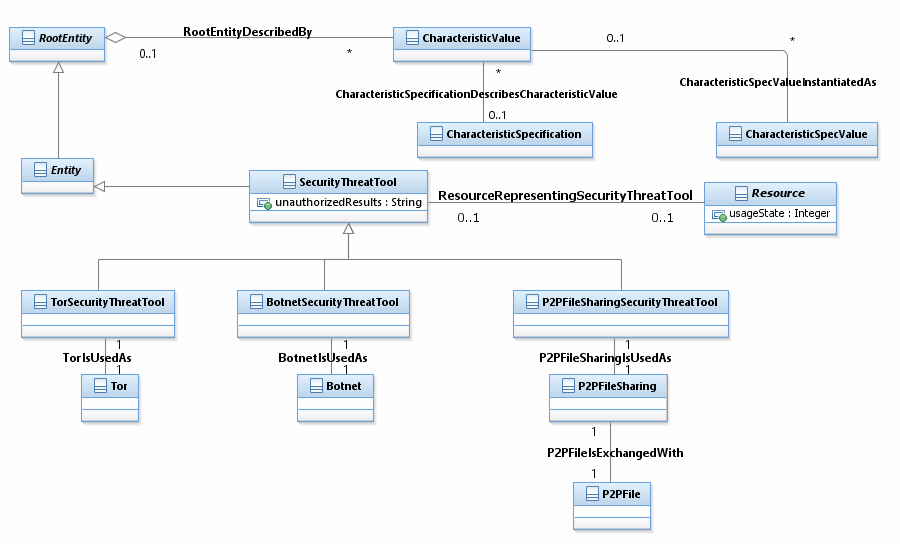 RootEntity
RootEntityDescribedBy
0..1
*
CharacteristicValue
0..1
*
*
CharacteristicSpecificationDescribesCharacteristicValue
0..1
CharacteristicSpecValueInstantiatedAs
CharacteristicSpecification
CharacteristicSpecValue
Entity
SecurityThreatTool
unauthorizedResults : String
ResourceRepresentingSecurityThreatTool
0..1
0..1
Resource
usageState : Integer
TorSecurityThreatTool
BotnetSecurityThreatTool
P2PFileSharingSecurityThreatTool
1
TorIsUsedAs
1
Tor
1
BotnetIsUsedAs
1
Botnet
1
P2PFileSharingIsUsedAs
1
P2PFileSharing
1
P2PFileIsExchangedWith
1
P2PFile